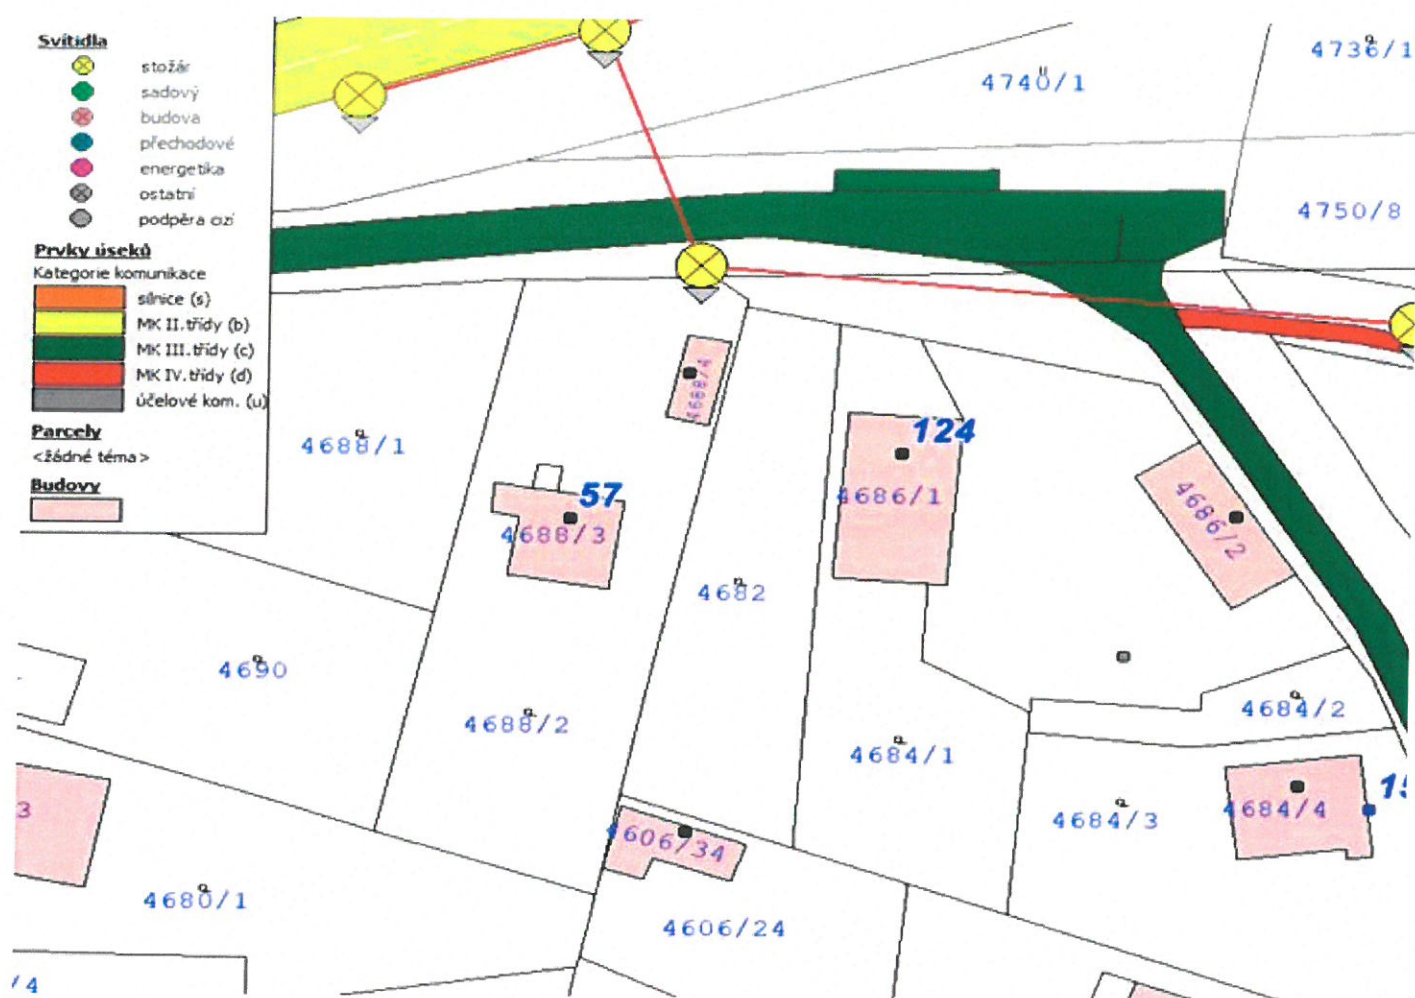 Svítidla
stožár
sadový
budova
přechodové
energetika
ostatní
podpěra cizí
Prvky úseků
Kategorie komunikace
silnice (s)
MK II.třídy (b)
MK III.třídy (c)
MK IV.třídy (d)
účelové kom. (u)
Parcely
<žádné téma>
Budovy
4736/1
4740/1
4750/8
4688/4
124
4688/1
57
4686/1
4686/2
4688/3
4682
4690
4684/2
4688/2
4684/1
15
4684/4
3
4684/3
4606/34
4680/1
4606/24
/4